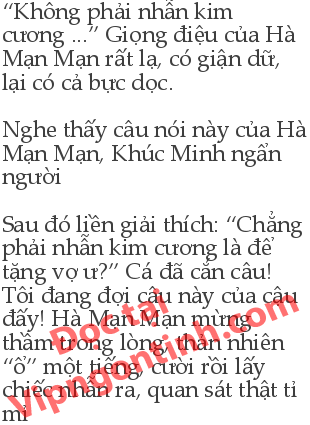 “Không phải nhẫn kim
cương ...” Giọng điệu của Hà
Mạn Mạn rất lạ, có giận dữ,
lại có cả bực dọc.
Nghe thấy câu nói này của Hà
Mạn Mạn, Khúc Minh ngẩn
người
Sau đó liền giải thích: “Chẳng
phải nhẫn kim cương là để
tặng vợ ư?” Cá đã cắn câu!
Tôi đang đợi câu này của cậu
đấy! Hà Mạn Mạn mừng
thầm trong lòng, thản nhiên
“ồ” một tiếng, cười rồi lấy
chiếc nhẫn ra, quan sát thật tỉ
mỉ
Đọc tại
Vipngontinh.com